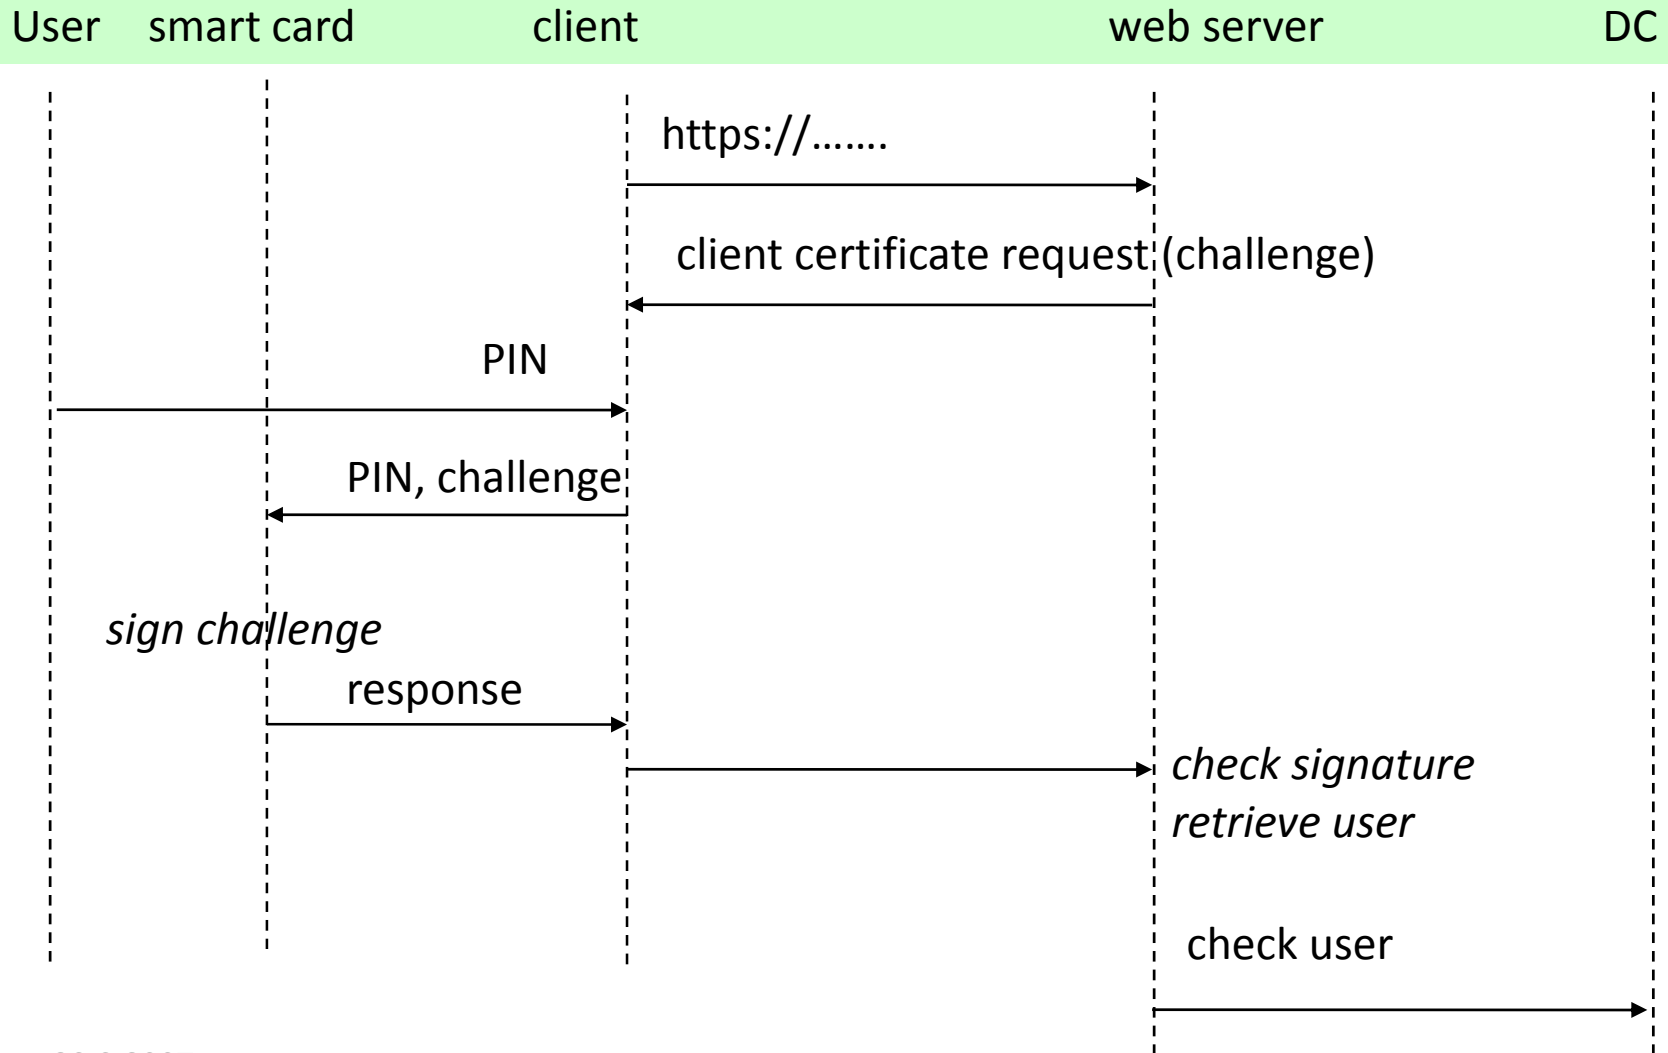 User smart card client web server DC
https://.......
client certificate request (challenge)
PIN
PIN, challenge
sign challenge
response
check signature
retrieve user
check user